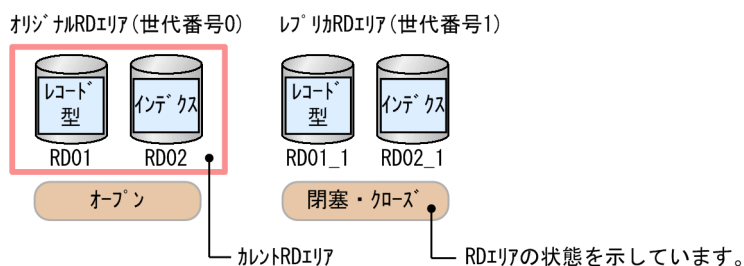 ｵﾘｼﾞﾅﾙRDｴﾘｱ(世代番号0)
ﾚﾌﾟﾘｶRDｴﾘｱ(世代番号1)
ﾚｺｰﾄﾞ
型
ｲﾝﾃﾞｸｽ
ﾚｺｰﾄﾞ
型
ｲﾝﾃﾞｸｽ
RD01
RD02
RD01_1
RD02_1
ｵｰﾌﾟﾝ
閉塞・ｸﾛｰｽﾞ
ｶﾚﾝﾄRDｴﾘｱ
RDｴﾘｱの状態を示しています。